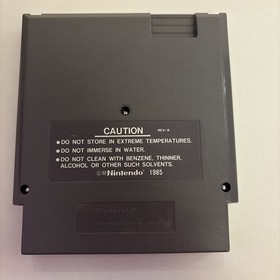 CAUTION REV-A
•DO NOT STORE IN EXTREME TEMPERATURES.
•DO NOT IMMERSE IN WATER.
•DO NOT CLEAN WITH BENZENE, THINNER,
ALCOHOL OR OTHER SUCH SOLVENTS.
©Nintendo 1985